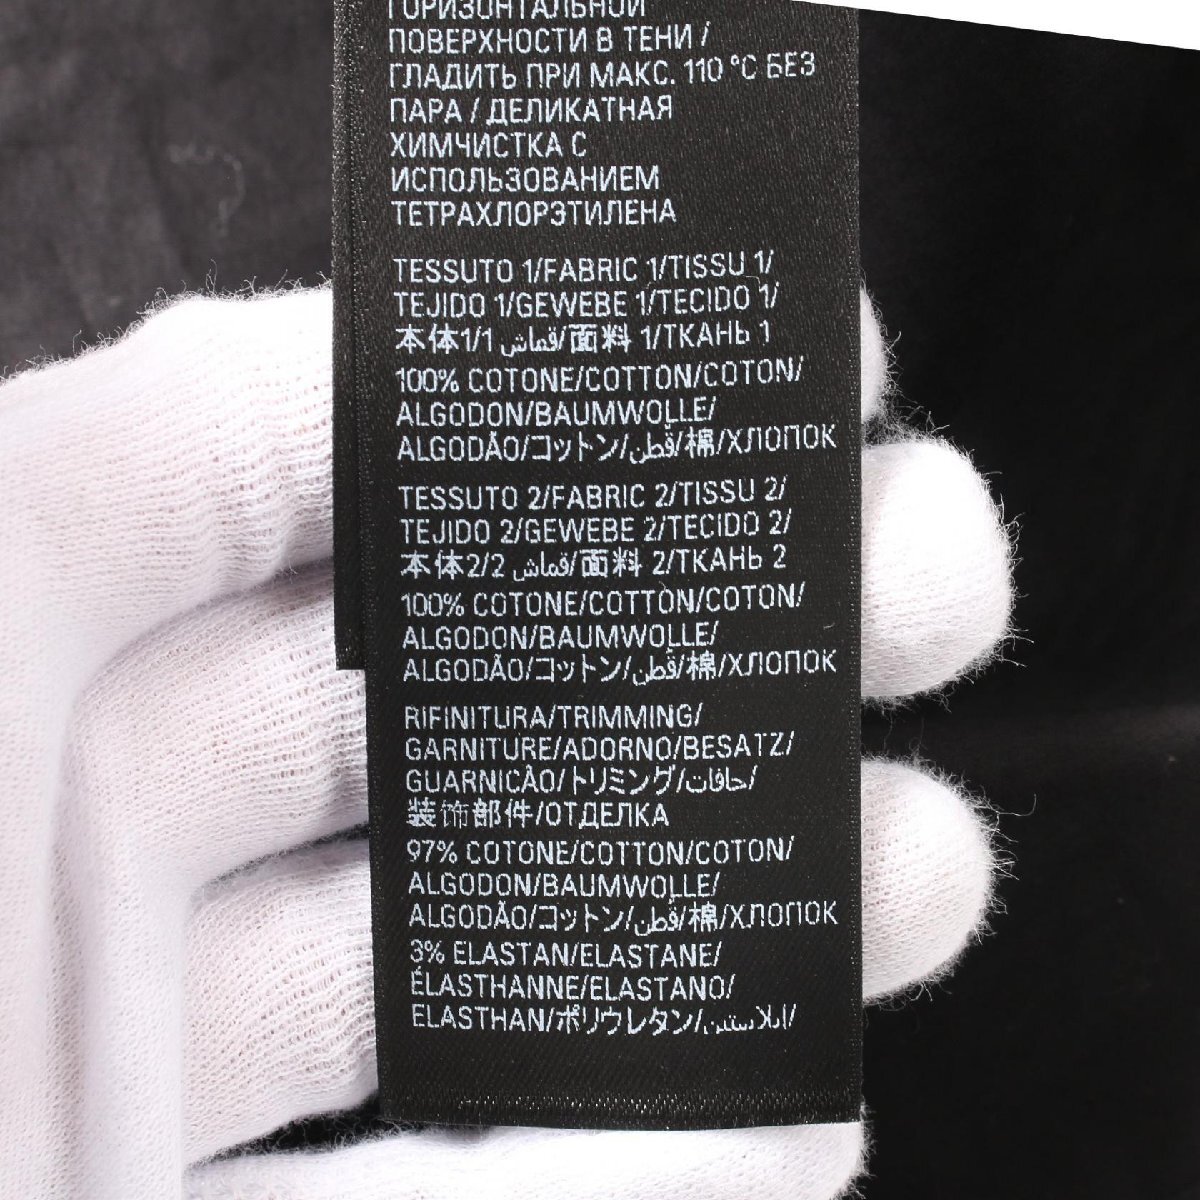 ГОРИЗОНТАЛЬНОЙ
ПОВЕРХНОСТИ В ТЕНИ /
ГЛАДИТЬ ПРИ МАКС. 110 °C БЕЗ
ПАРА / ДЕЛИКАТНАЯ
ХИМЧИСТКА С
ИСПОЛЬЗОВАНИЕМ
ТЕТРАХЛОРЭТИЛЕНА
TESSUTO 1/FABRIC 1/TISSU 1/
TEJIDO 1/GEWEBE 1/TECIDO 1/
本体1/1 قماش/面料 1/ТКАНЬ 1
100% COTONE/COTTON/COTON/
ALGODON/BAUMWOLLE/
ALGODÃO/コットン/قطن/棉/ХЛОПОК
TESSUTO 2/FABRIC 2/TISSU 2/
TEJIDO 2/GEWEBE 2/TECIDO 2/
本体2/2 قماش/面料 2/ТКАНЬ 2
100% COTONE/COTTON/COTON/
ALGODON/BAUMWOLLE/
ALGODÃO/コットン/قطن/棉/ХЛОПОК
RIFINITURA/TRIMMING/
GARNITURE/ADORNO/BESATZ/
GUARNICÃO/トリミング/حافات/
装饰部件/ОТДЕЛКА
97% COTONE/COTTON/COTON/
ALGODON/BAUMWOLLE/
ALGODÃO/コットン/قطن/棉/ХЛОПОК
3% ELASTAN/ELASTANE/
ÉLASTHANNE/ELASTANO/
ELASTHAN/ポリウレタン/إيلاستين/